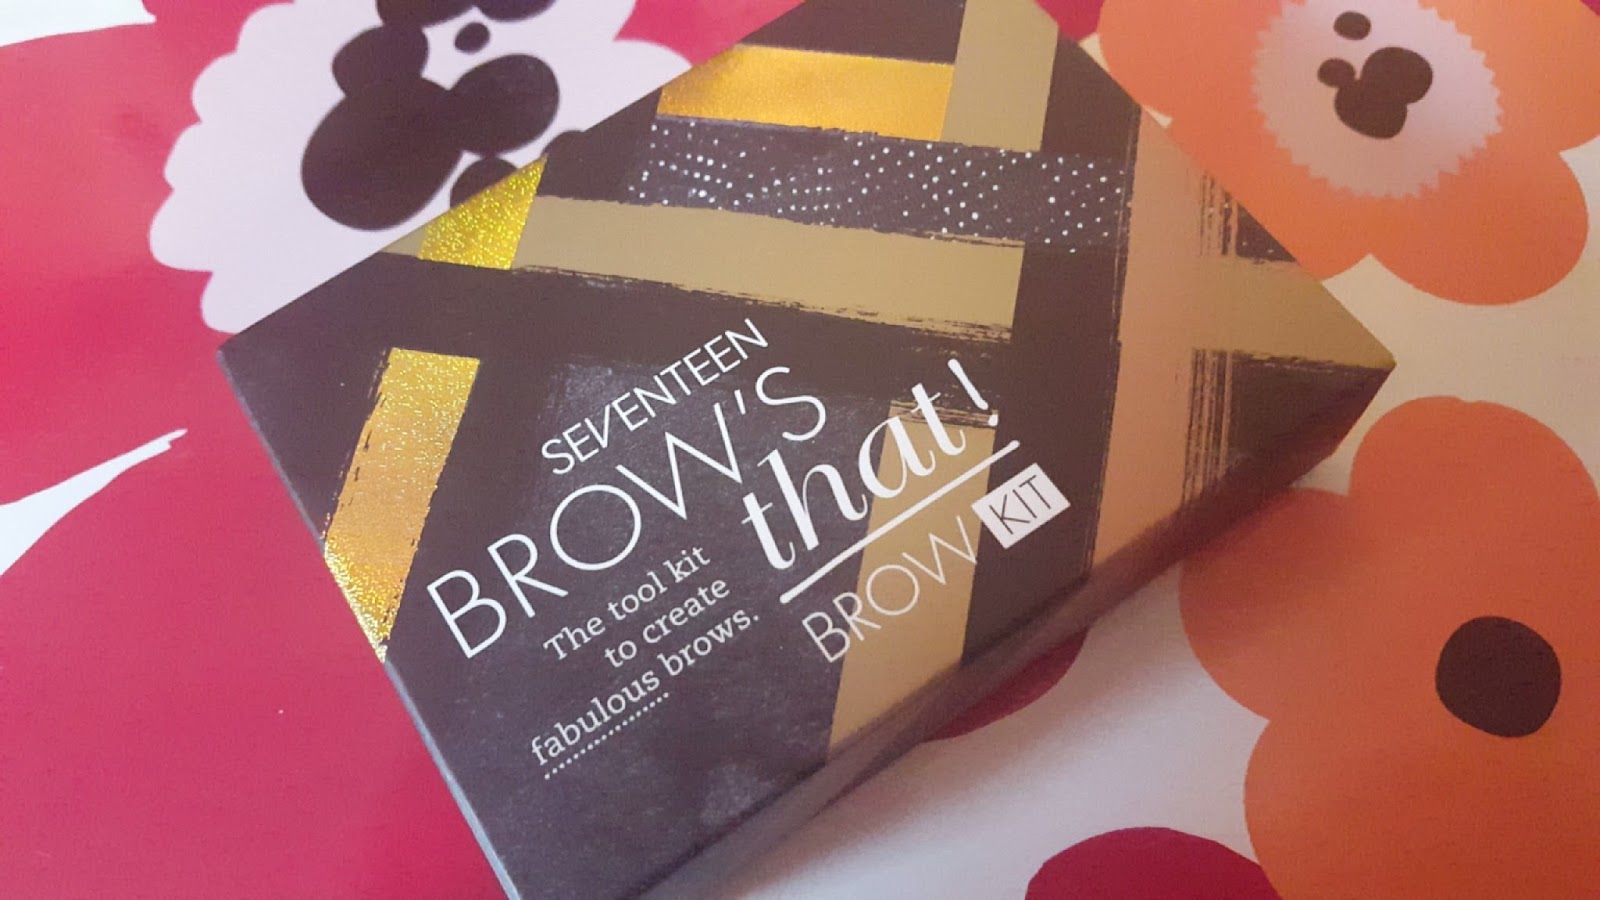 SEVENTEEN
BROW'S
that!
BROW KIT
The tool kit
to create
fabulous brows.